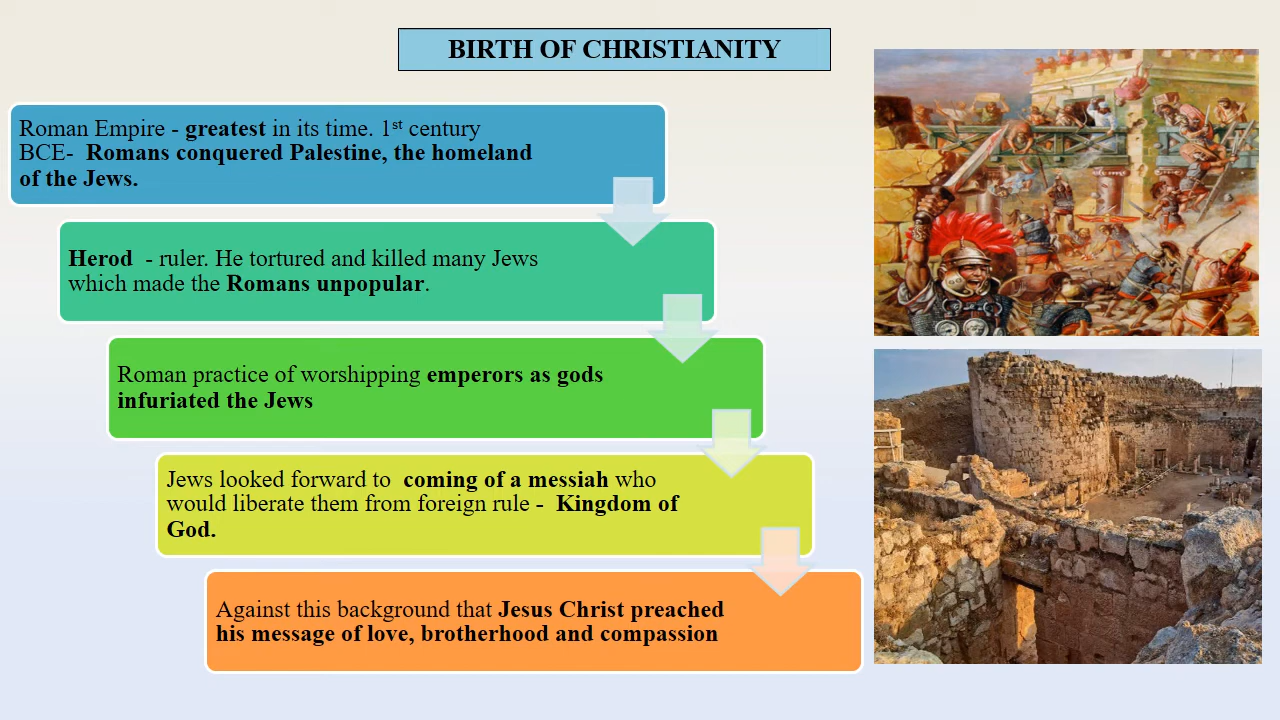 BIRTH OF CHRISTIANITY
Roman Empire - greatest in its time. 1st century
BCE-  Romans conquered Palestine, the homeland
of the Jews.
Herod  - ruler. He tortured and killed many Jews
which made the Romans unpopular.
Roman practice of worshipping emperors as gods
infuriated the Jews
Jews looked forward to  coming of a messiah who
would liberate them from foreign rule -  Kingdom of
God.
Against this background that Jesus Christ preached
his message of love, brotherhood and compassion